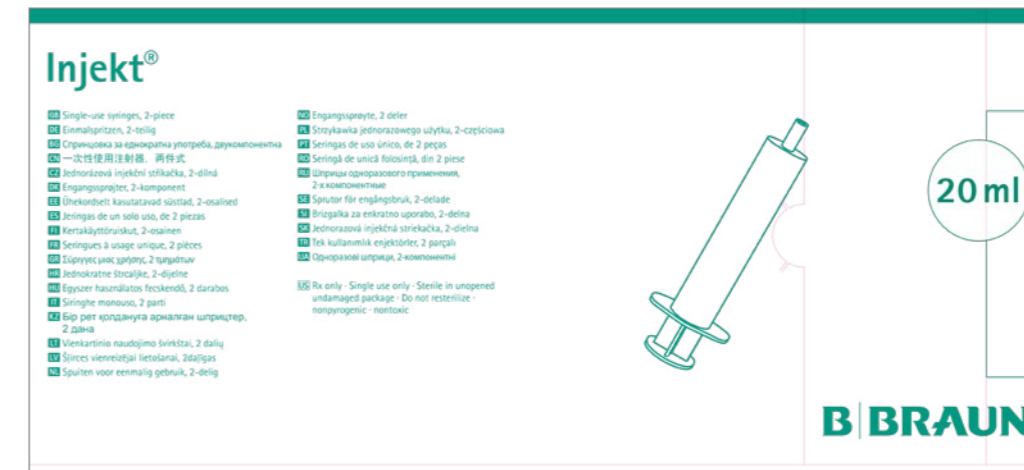 Injekt®
GB Single-use syringes, 2-piece
DE Einmalspritzen, 2-teilig
BG Спринцовка за еднократна употреба, двукомпонентна
CN 一次性使用注射器．两件式
CZ Jednorázová injekční stříkačka, 2-dílná
DK Engangssprøjter, 2-komponent
EE Ühekordselt kasutatavad süstlad, 2-osalised
ES Jeringas de un solo uso, de 2 piezas
FI Kertakäyttöruiskut, 2-osainen
FR Seringues à usage unique, 2 pièces
GR Σύριγγες μιας χρήσης, 2 τμημάτων
HR Jednokratne štrcaljke, 2-dijelne
HU Egyszer használatos fecskendő, 2 darabos
IT Siringhe monouso, 2 parti
KZ Бір рет қолдануға арналған шприцтер,
2 дана
LT Vienkartinio naudojimo švirkštai, 2 dalių
LV Šļirces vienreizējai lietošanai, 2daļīgas
NL Spuiten voor eenmalig gebruik, 2-delig
NO Engangssprøyte, 2 deler
PL Strzykawka jednorazowego użytku, 2-częściowa
PT Seringas de uso único, de 2 peças
RO Seringă de unică folosință, din 2 piese
RU Шприцы одноразового применения,
2-х компонентные
SE Sprutor för engångsbruk, 2-delade
SI Brizgalka za enkratno uporabo, 2-delna
SK Jednorazová injekčná striekačka, 2-dielna
TR Tek kullanımlık enjektörler, 2 parçalı
UA Одноразові шприци, 2-компонентні
US Rx only · Single use only · Sterile in unopened
undamaged package · Do not resterilize ·
nonpyrogenic · nontoxic
20 ml
B BRAUN